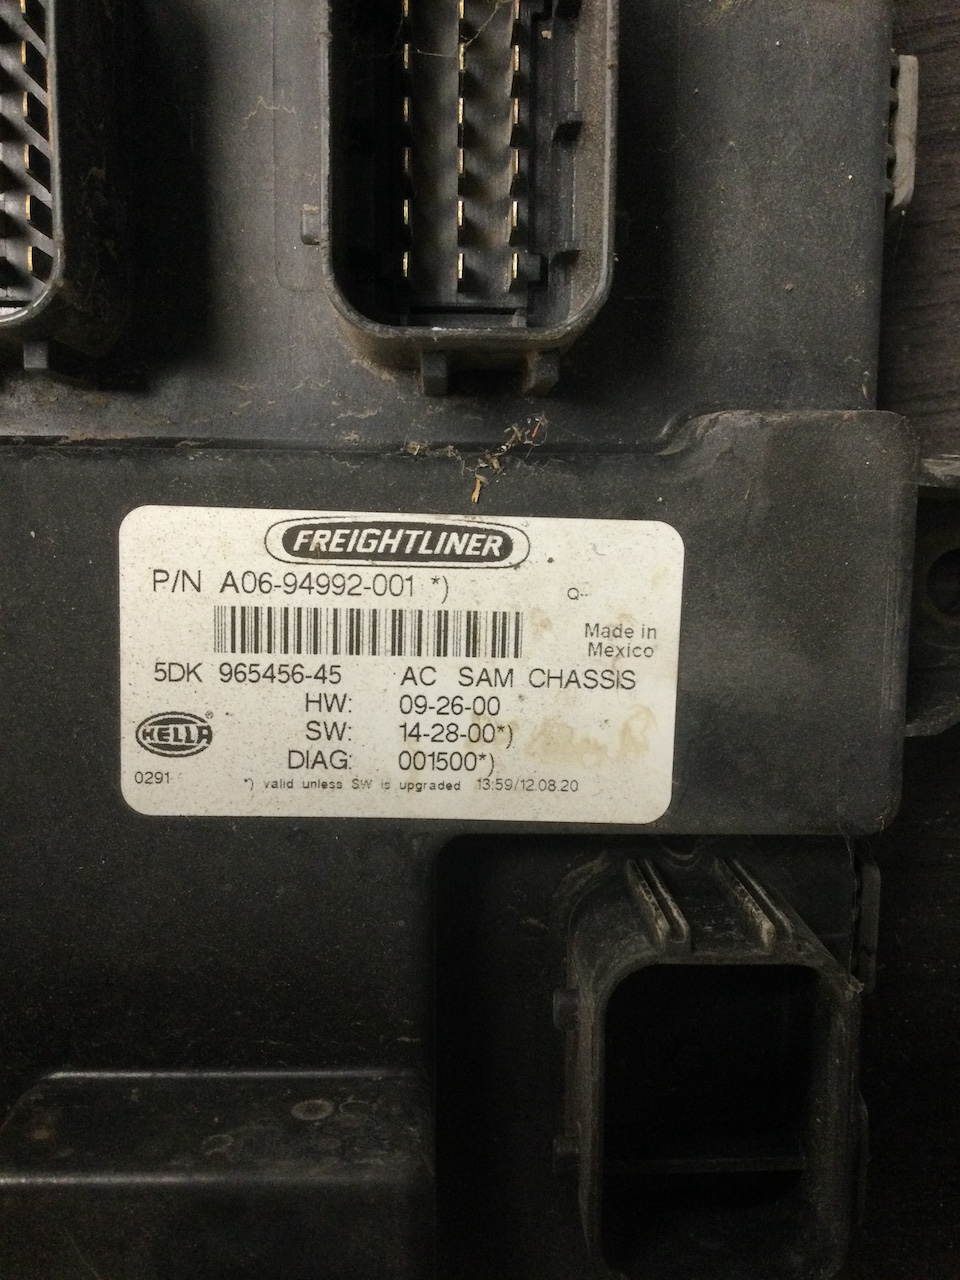 FREIGHTLINER
P/N A06-94992-001 *)
Q--
Made in
Mexico
5DK 965456-45 AC SAM CHASSIS
HW: 09-26-00
SW: 14-28-00*)
DIAG: 001500*)
HELLA ®
0291
*) valid unless SW is upgraded 13:59/12.08.20